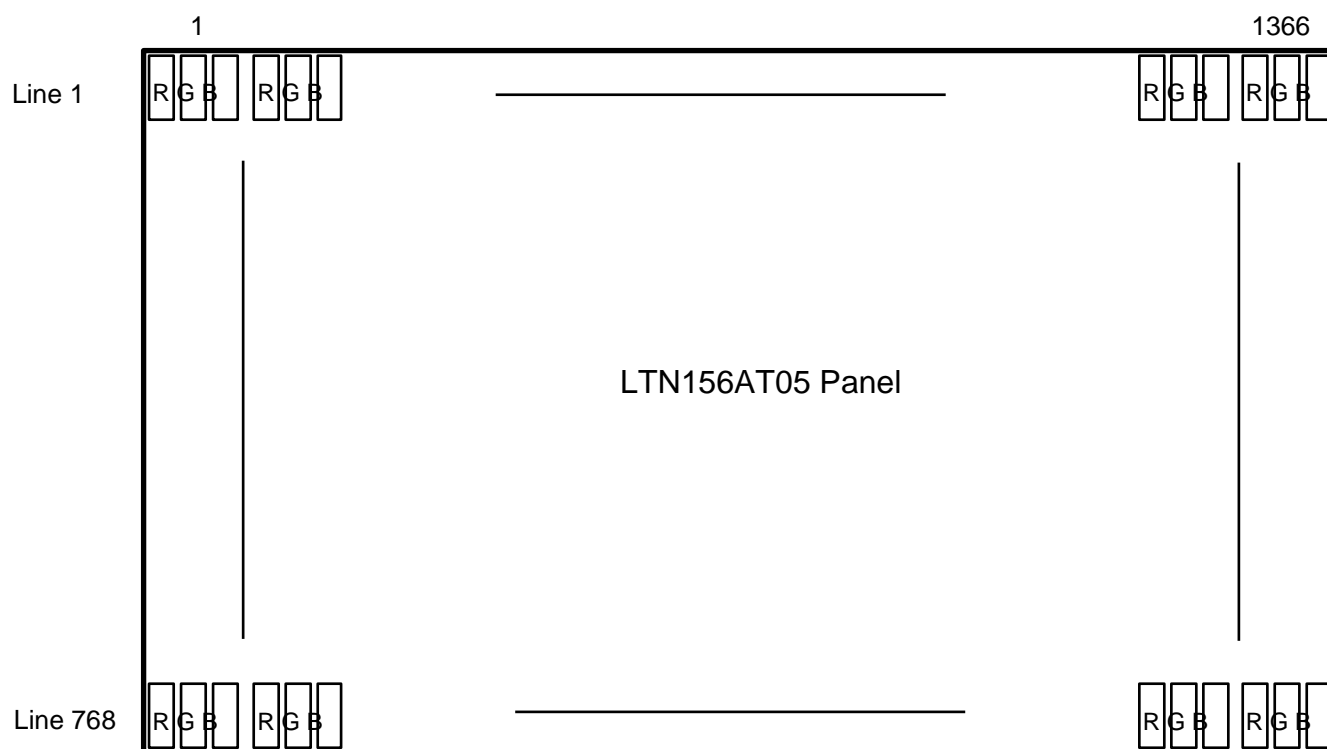 1 1366
Line 1 R G B R G B R G B R G B
LTN156AT05 Panel
Line 768 R G B R G B R G B R G B